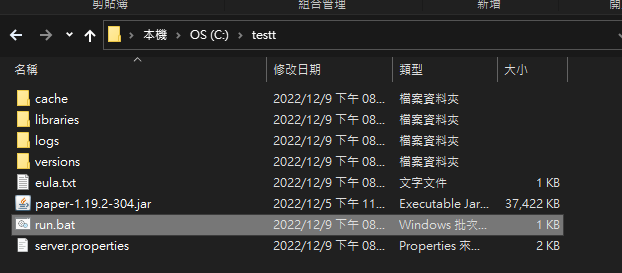 剪貼簿 組合管理 新增 開
本機 OS (C:) testt
名稱 修改日期 類型 大小
cache 2022/12/9 下午 08... 檔案資料夾
libraries 2022/12/9 下午 08... 檔案資料夾
logs 2022/12/9 下午 08... 檔案資料夾
versions 2022/12/9 下午 08... 檔案資料夾
eula.txt 2022/12/9 下午 08... 文字文件 1 KB
paper-1.19.2-304.jar 2022/12/5 下午 11... Executable Jar... 37,422 KB
run.bat 2022/12/9 下午 08... Windows 批次... 1 KB
server.properties 2022/12/9 下午 08... Properties 來... 2 KB